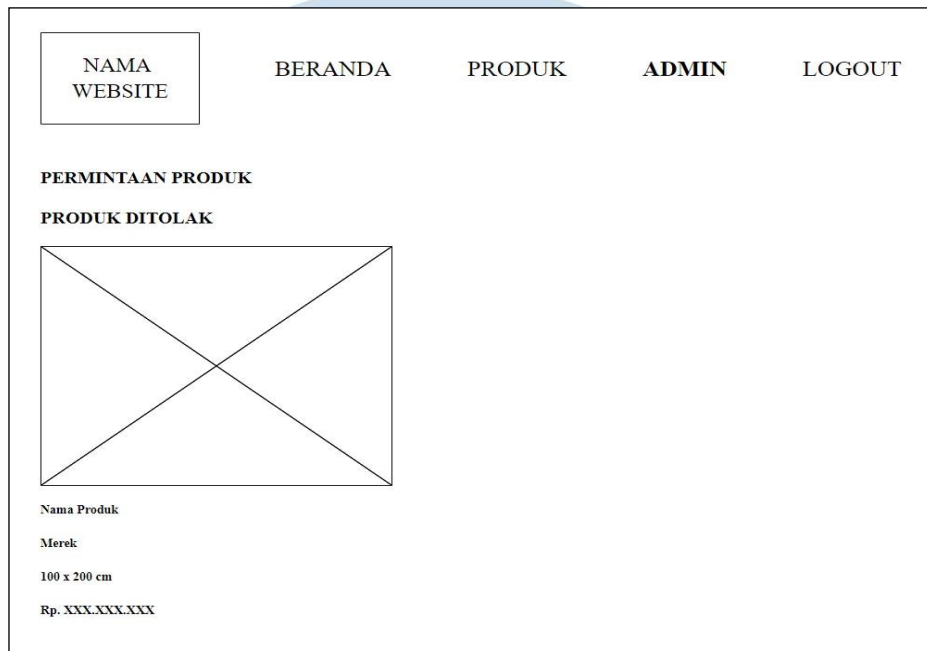 NAMA
WEBSITE
BERANDA PRODUK ADMIN LOGOUT
PERMINTAAN PRODUK
PRODUK DITOLAK
Nama Produk
Merek
100 x 200 cm
Rp. XXX.XXX.XXX